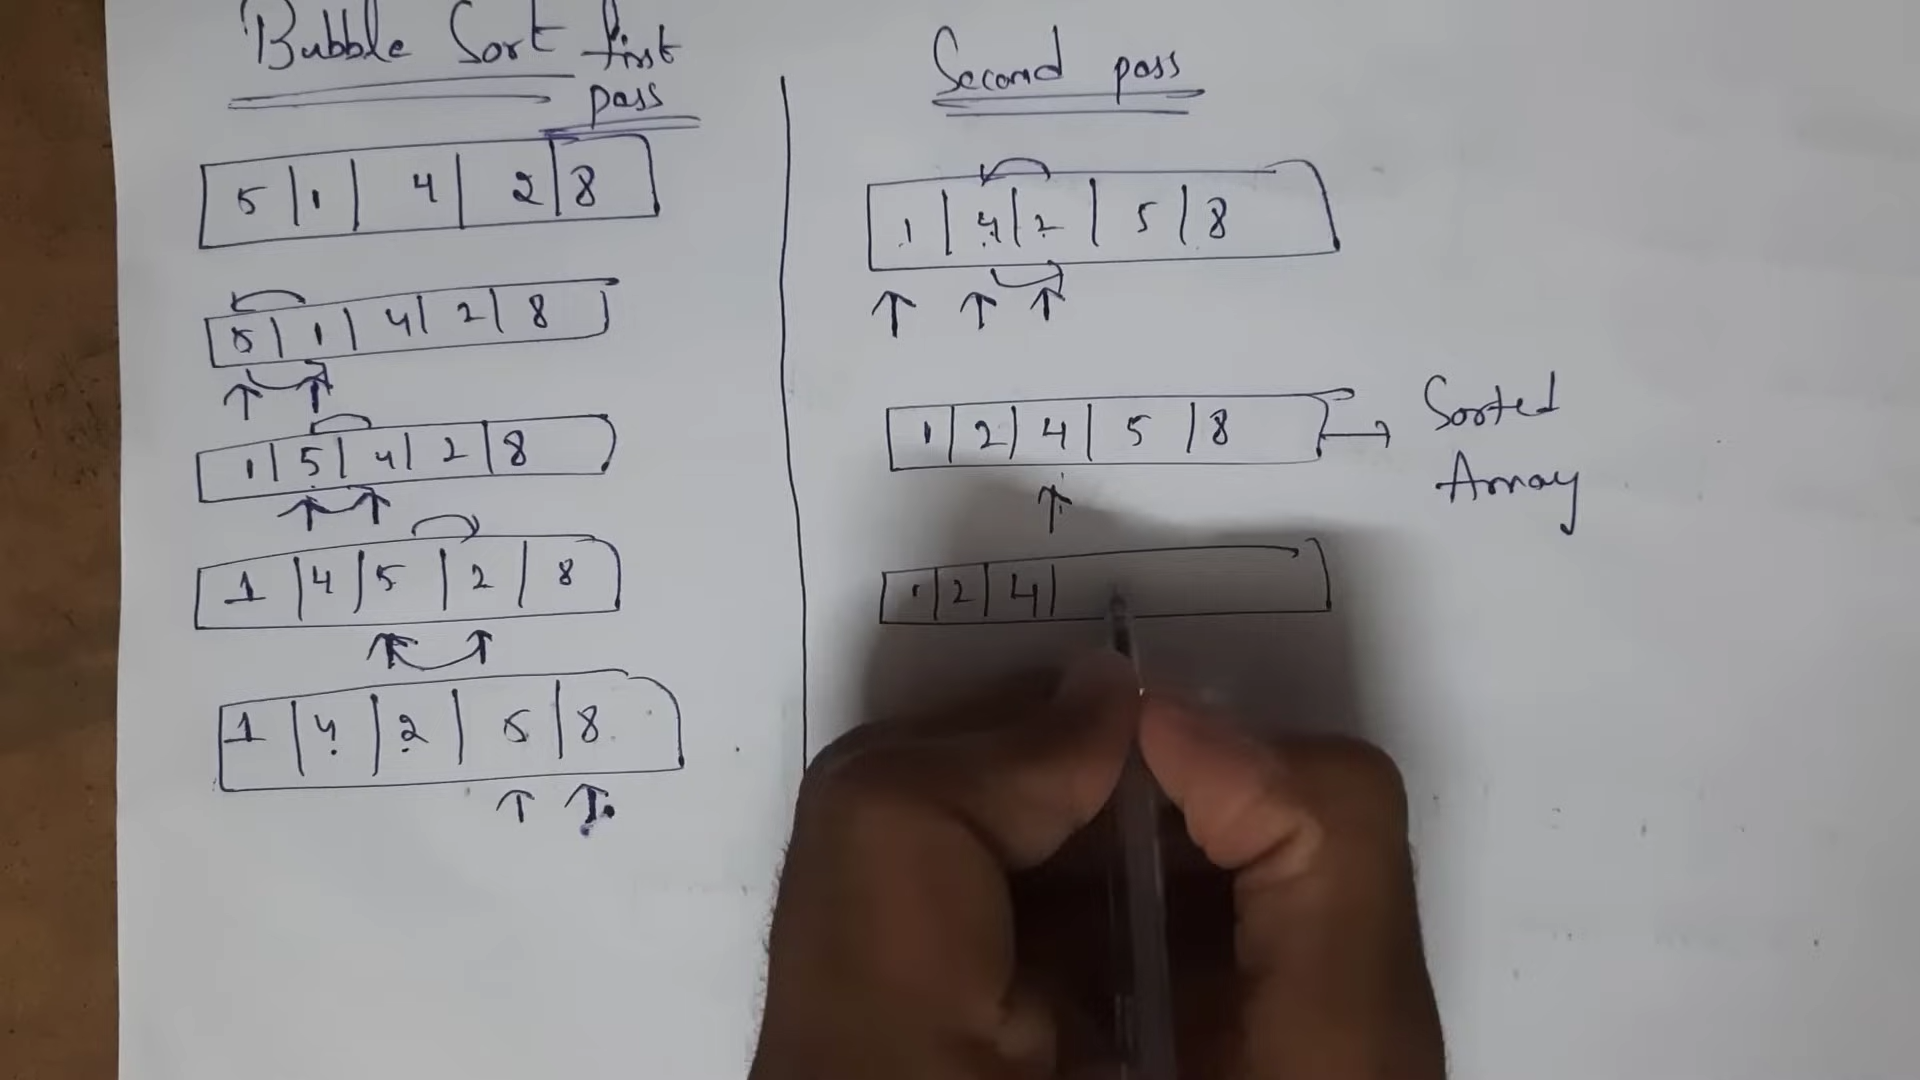 Bubble Sort first
pass
5 | 1 | 4 | 2 | 8
5 | 1 | 4 | 2 | 8
1 | 5 | 4 | 2 | 8
1 | 4 | 5 | 2 | 8
1 | 4 | 2 | 5 | 8
Second pass
1 | 4 | 2 | 5 | 8
1 | 2 | 4 | 5 | 8 → Sorted
Array
1 | 2 | 4 |